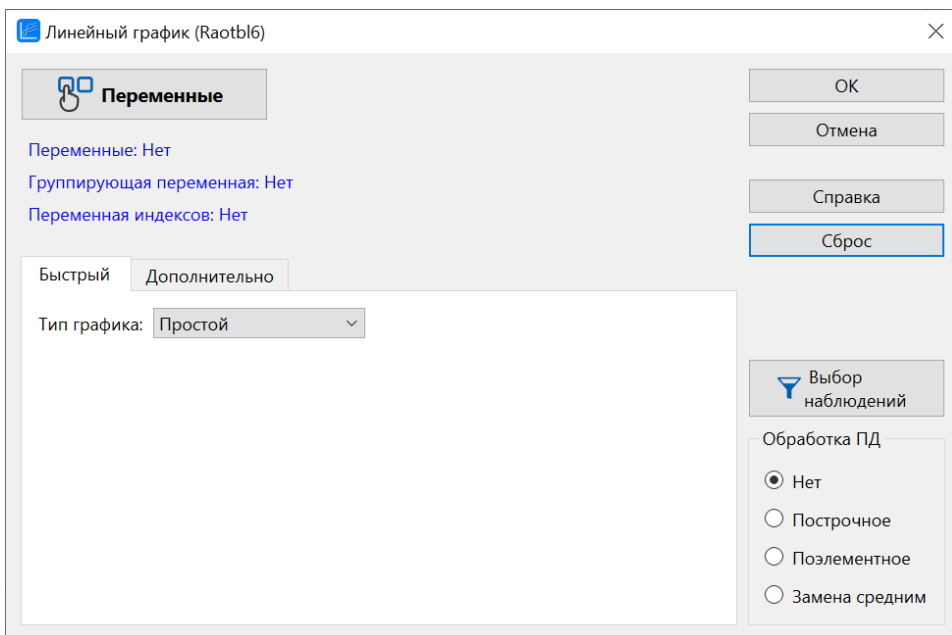 Линейный график (Raotbl6)
Переменные
Переменные: Нет
Группирующая переменная: Нет
Переменная индексов: Нет
Быстрый
Дополнительно
Тип графика: Простой
ОК
Отмена
Справка
Сброс
Выбор
наблюдений
Обработка ПД
Нет
Построчное
Поэлементное
Замена средним